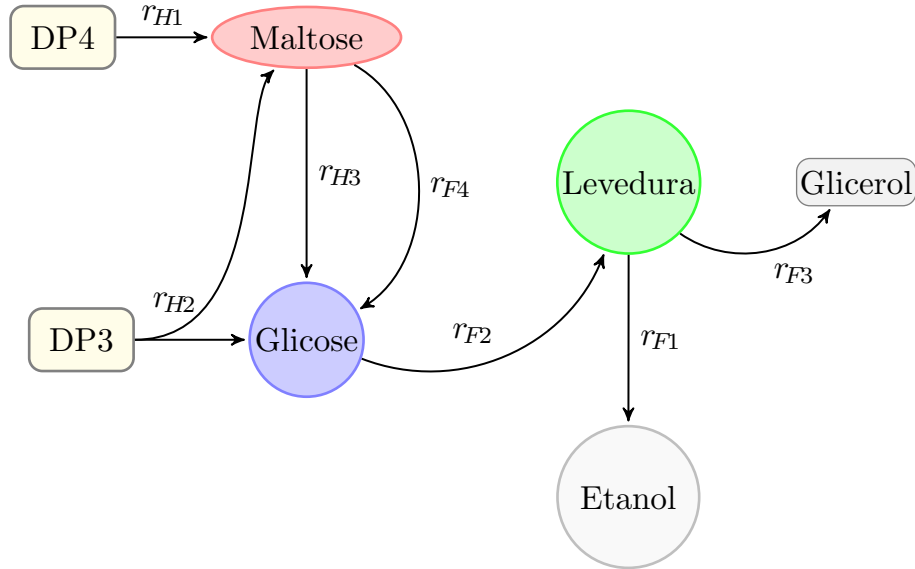 DP4
r_{H1}
Maltose
r_{H3}
r_{F4}
Levedura
Glicerol
r_{H2}
r_{F3}
DP3
Glicose
r_{F2}
r_{F1}
Etanol